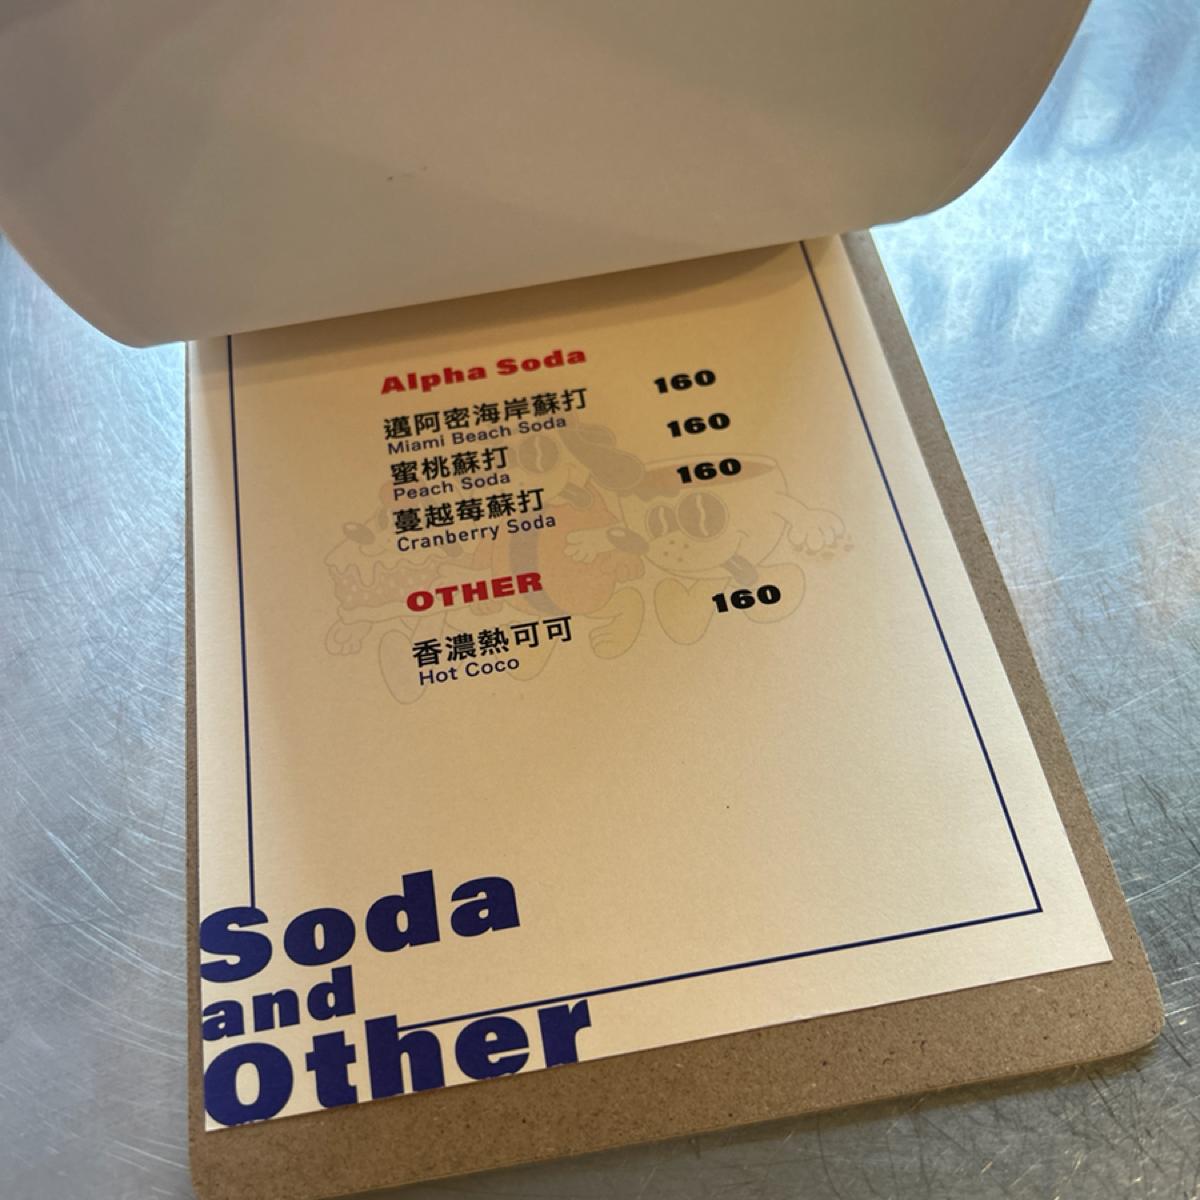 Alpha Soda
邁阿密海岸蘇打 160
Miami Beach Soda
蜜桃蘇打 160
Peach Soda
蔓越莓蘇打 160
Cranberry Soda
OTHER
香濃熱可可 160
Hot Coco
Soda
and
Other